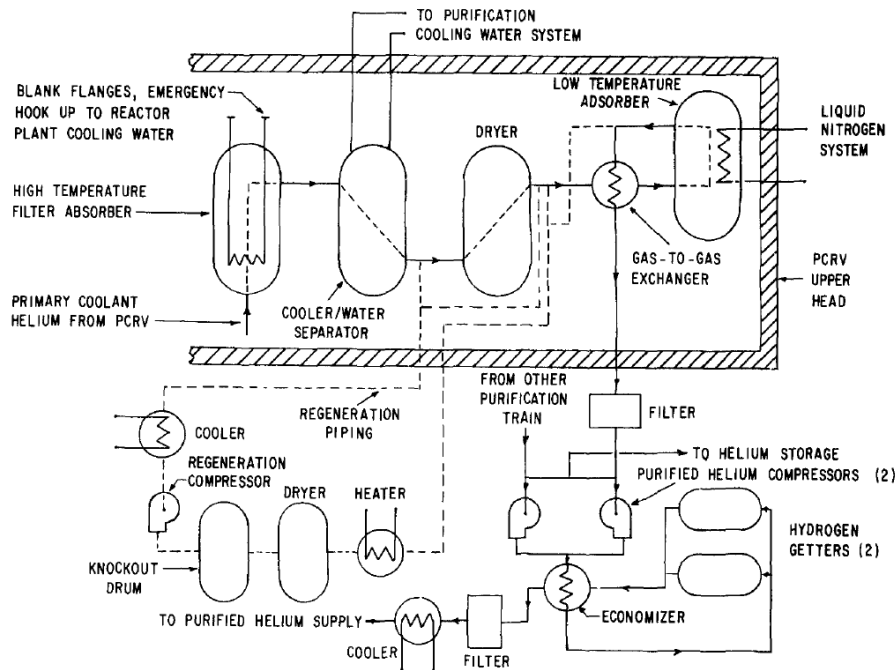 TO PURIFICATION
COOLING WATER SYSTEM
BLANK FLANGES, EMERGENCY
HOOK UP TO REACTOR
PLANT COOLING WATER
LOW TEMPERATURE
ADSORBER
DRYER
LIQUID
NITROGEN
SYSTEM
HIGH TEMPERATURE
FILTER ABSORBER
GAS-TO-GAS
EXCHANGER
PCRV
UPPER
HEAD
PRIMARY COOLANT
HELIUM FROM PCRV
COOLER/WATER
SEPARATOR
FROM OTHER
PURIFICATION
TRAIN
REGENERATION
PIPING
FILTER
COOLER
TO HELIUM STORAGE
PURIFIED HELIUM COMPRESSORS (2)
REGENERATION
COMPRESSOR
DRYER
HEATER
HYDROGEN
GETTERS (2)
KNOCKOUT
DRUM
ECONOMIZER
TO PURIFIED HELIUM SUPPLY
COOLER
FILTER